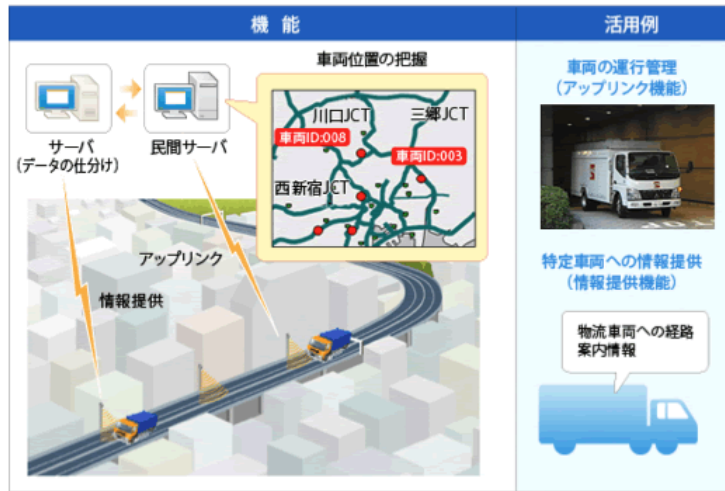 機 能
活用例
車両位置の把握
川口JCT
三郷JCT
車両ID:008
車両ID:003
西新宿JCT
サーバ
(データの仕分け)
民間サーバ
アップリンク
情報提供
車両の運行管理
(アップリンク機能)
特定車両への情報提供
(情報提供機能)
物流車両への経路
案内情報